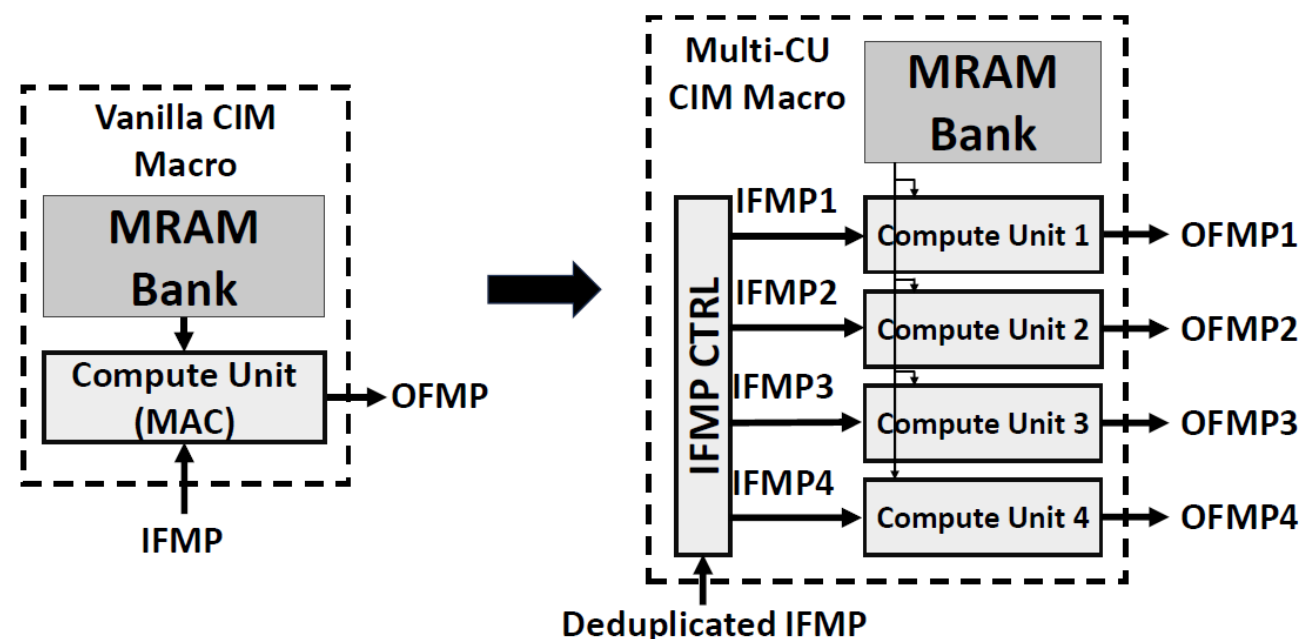 Vanilla CIM
Macro
MRAM
Bank
Compute Unit
(MAC)
OFMP
IFMP
Multi-CU
CIM Macro
MRAM
Bank
IFMP CTRL
IFMP1
Compute Unit 1
OFMP1
IFMP2
Compute Unit 2
OFMP2
IFMP3
Compute Unit 3
OFMP3
IFMP4
Compute Unit 4
OFMP4
Deduplicated IFMP